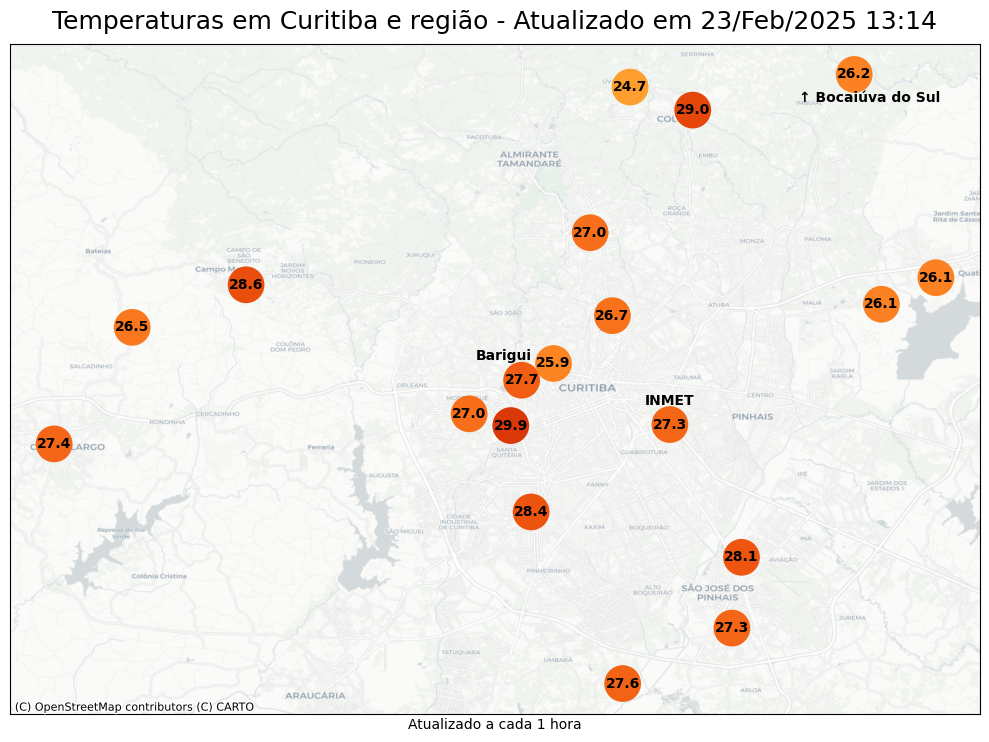 Temperaturas em Curitiba e região - Atualizado em 23/Feb/2025 13:14
SERRINHA
26.2
24.7
↑ Bocaiúva do Sul
29.0
PACOTUBA
ALMIRANTE
TAMANDARÉ
EMBU
ROÇA
GRANDE
Jardim Santa
Rita de Cássia
27.0
MONZA
PALOMA
Bateias
CAMPO DE
SÃO
BENEDITO
JURUQUI
PIONEIRO
JARDIM
NOVOS
HORIZONTES
Campo M
28.6
26.1
Quat
26.1
ATUBA
MAUÁ
SÃO JOÃO
26.7
26.5
COLÔNIA
DOM PEDRO
Barigui
25.9
SALGADINHO
JARDIM
KARLA
27.7
TARUMÃ
ORLEANS
CURITIBA
CENTRO
INMET
27.0
CERCADINHO
PINHAIS
RONDINHA
29.9
27.3
27.4
LARGO
Ferraria
SANTA
QUITÉRIA
GUABIROTUBA
AUGUSTA
IPÊ
FANNY
JARDIM DOS
ESTADOS
28.4
CIDADE
INDUSTRIAL
DE CURITIBA
XAXIM
BOQUEIRÃO
Represa do Rio
Verde
SÃO MIGUEL
INÁ
28.1
AVIAÇÃO
PINHEIRINHO
Colônia Cristina
ALTO
BOQUEIRÃO
SÃO JOSÉ DOS
PINHAIS
JUREMA
27.3
TATUQUARA
UMBARÁ
27.6
ARUJÁ
ARAUCÁRIA
(C) OpenStreetMap contributors (C) CARTO
Atualizado a cada 1 hora